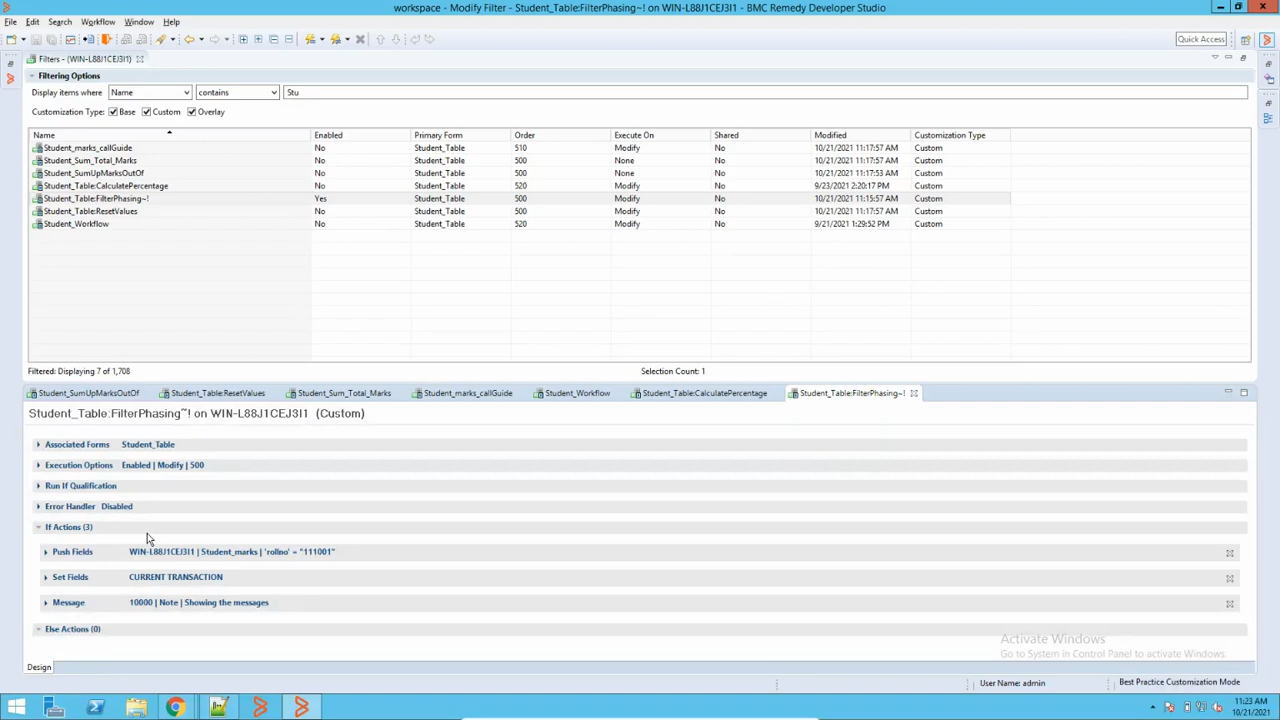 workspace - Modify Filter - Student_Table:FilterPhasing~! on WIN-L88J1CEJ3I1 - BMC Remedy Developer Studio
File Edit Search Workflow Window Help
Quick Access
Filters - (WIN-L88J1CEJ3I1)
Filtering Options
Display items where Name contains Stu
Customization Type: Base Custom Overlay
Name Enabled Primary Form Order Execute On Shared Modified Customization Type
Student_marks_callGuide No Student_Table 510 Modify No 10/21/2021 11:17:57 AM Custom
Student_Sum_Total_Marks No Student_Table 500 None No 10/21/2021 11:17:57 AM Custom
Student_SumUpMarksOutOf No Student_Table 500 None No 10/21/2021 11:17:53 AM Custom
Student_Table:CalculatePercentage No Student_Table 520 Modify No 9/23/2021 2:20:17 PM Custom
Student_Table:FilterPhasing~! Yes Student_Table 500 Modify No 10/21/2021 11:15:57 AM Custom
Student_Table:ResetValues No Student_Table 500 Modify No 10/21/2021 11:17:57 AM Custom
Student_Workflow No Student_Table 520 Modify No 9/21/2021 1:29:52 PM Custom
Filtered: Displaying 7 of 1,708 Selection Count: 1
Student_SumUpMarksOutOf Student_Table:ResetValues Student_Sum_Total_Marks Student_marks_callGuide Student_Workflow Student_Table:CalculatePercentage Student_Table:FilterPhasing~!
Student_Table:FilterPhasing~! on WIN-L88J1CEJ3I1 (Custom)
Associated Forms Student_Table
Execution Options Enabled | Modify | 500
Run If Qualification
Error Handler Disabled
If Actions (3)
Push Fields WIN-L88J1CEJ3I1 | Student_marks | 'rollno' = "111001"
Set Fields CURRENT TRANSACTION
Message 10000 | Note | Showing the messages
Else Actions (0)
Activate Windows
Go to System in Control Panel to activate Windows.
Design
User Name: admin Best Practice Customization Mode
11:23 AM
10/21/2021